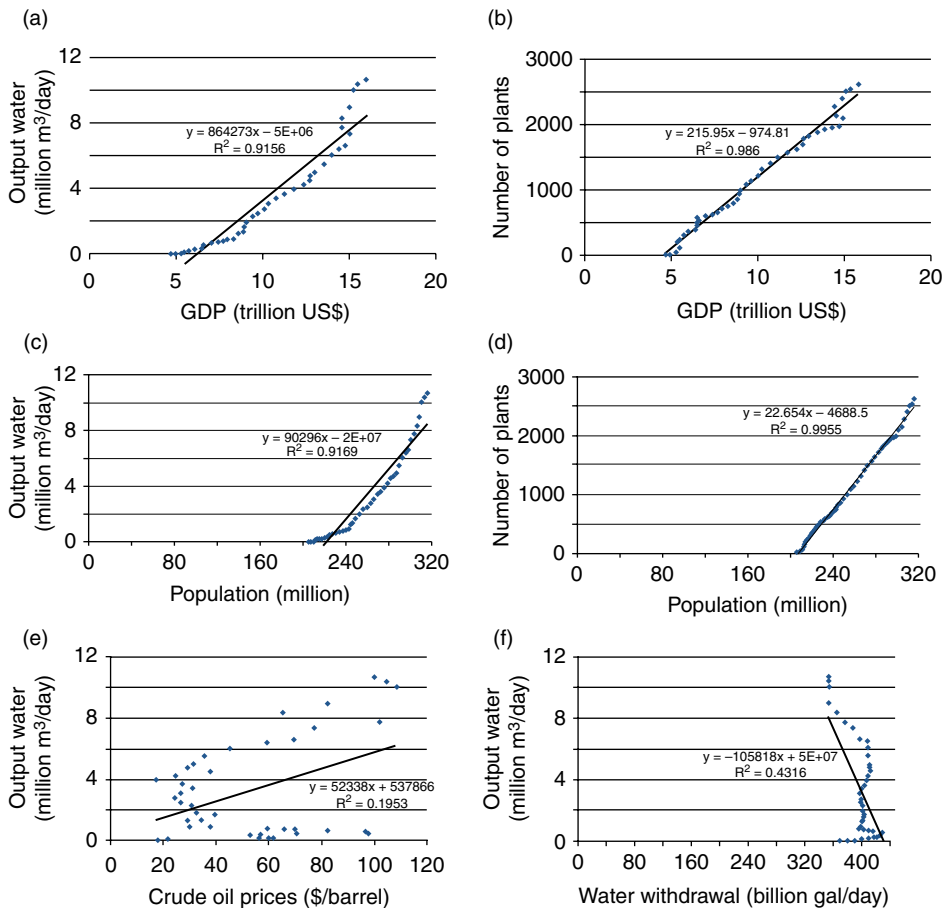 (a)
12
8
4
0
0
5
10
15
20
Output water
(million m³/day)
y = 864273x – 5E+06
R² = 0.9156
GDP (trillion US$)
(b)
3000
2000
1000
0
0
5
10
15
20
Number of plants
y = 215.95x – 974.81
R² = 0.986
GDP (trillion US$)
(c)
12
8
4
0
0
80
160
240
320
Output water
(million m³/day)
y = 90296x – 2E+07
R² = 0.9169
Population (million)
(d)
3000
2000
1000
0
0
80
160
240
320
Number of plants
y = 22.654x – 4688.5
R² = 0.9955
Population (million)
(e)
12
8
4
0
0
20
40
60
80
100
120
Output water
(million m³/day)
y = 52338x + 537866
R² = 0.1953
Crude oil prices ($/barrel)
(f)
12
8
4
0
0
80
160
240
320
400
Output water
(million m³/day)
y = –105818x + 5E+07
R² = 0.4316
Water withdrawal (billion gal/day)